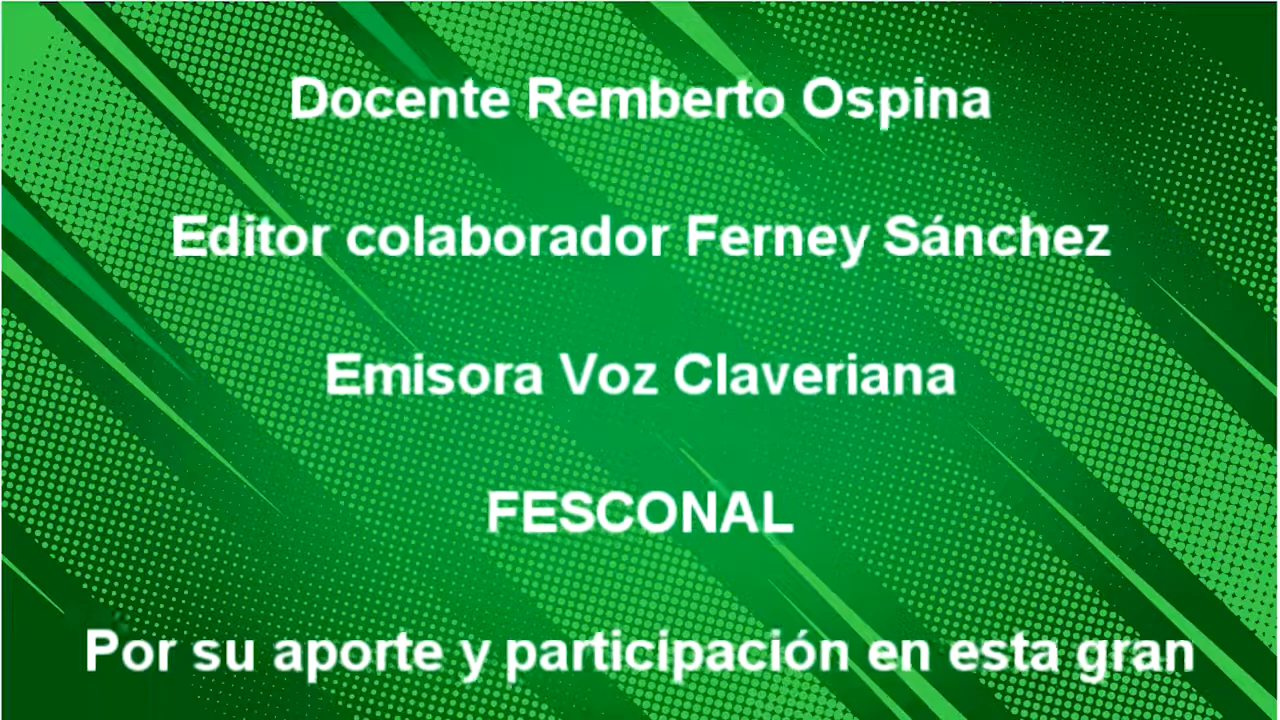 Docente Remberto Ospina
Editor colaborador Ferney Sánchez
Emisora Voz Claveriana
FESCONAL
Por su aporte y participación en esta gran